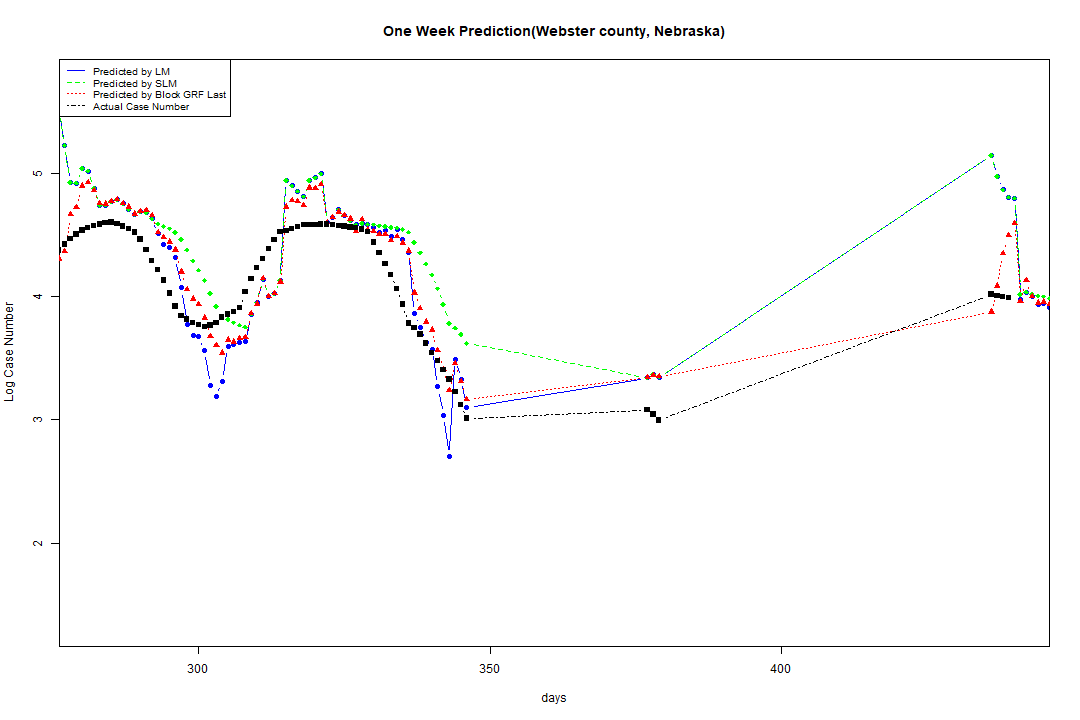 One Week Prediction(Webster county, Nebraska)
Predicted by LM
Predicted by SLM
Predicted by Block GRF Last
Actual Case Number
Log Case Number
5
4
3
2
300 350 400
days